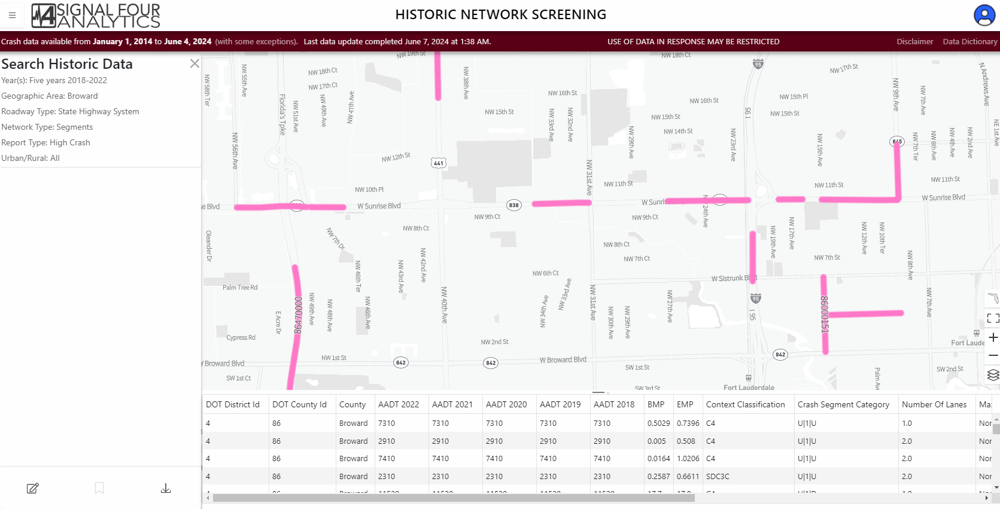 SIGNAL FOUR
ANALYTICS
HISTORIC NETWORK SCREENING
Crash data available from January 1, 2014 to June 4, 2024 (with some exceptions). Last data update completed June 7, 2024 at 1:38 AM.
USE OF DATA IN RESPONSE MAY BE RESTRICTED
Disclaimer
Data Dictionary
Search Historic Data
Year(s): Five years 2018-2022
Geographic Area: Broward
Roadway Type: State Highway System
Network Type: Segments
Report Type: High Crash
Urban/Rural: All
NW 19th St
NW 18th Ct
95
NW 17th St
N Andrews Ave
NW 58th Ter
NW 55th Ave
NW 18th Ct
NW 17th Ct
NW 38th Ave
NW 9th Ave
NW 7th Ave
Florida's Tpke
NW 51st Ave
NW 49th Ave
NW 47th Ave
NW 16th St
NW 15th Pl
NW 16th St
NW 15th St
NW 33rd Ave
NW 32nd Ave
NW 15th St
NW 15th St
I 95
NE 1st Ave
NW 14th St
NW 56th Ave
NW 29th Ave
NW 23rd Ave
NW 15th Ave
845
NW 7th Ter
NW 6th Ave
NW 4th Ave
NW 2nd Ave
NW 12th St
441
NW 31st Ave
NW 11th St
NW 11th St
NW 11th St
NW 10th Pl
se Blvd
W Sunrise Blvd
838
W Sunr
W Sunrise Blvd
NW 9th Ct
NW 9th Ct
NW 24th Ave
NW 8th Ct
Oleander Dr
NW 7th Dr
NW 19th Ave
NW 17th Ave
NW 12th Ave
NW 10th Ter
NW 8th Ct
NW 7th Ct
NW 7th St
NW 8th Ave
NW 42nd Ave
NW 43rd Ave
NW 46th Ter
NW 6th Ct
W Sistrunk Blvd
Palm Tree Rd
NW 33rd Ave
NW 40th Ave
NW 31st Ave
NW 27th Ave
95
I 95
86470000
NW 49th Ave
NW 48th Ave
NW 46th Ave
E Acre Dr
NW 34th Ave
NW 30th Ave
NW 29th Ave
86000151
NW 7th Ave
Cypress Rd
NW 2nd St
Fort Laude
NW 1st St
842
842
W Broward Blvd
842
W Broward Blvd
SW 1st St
SW 2nd St
SW 1st Ct
Palm Ave
SW 3rd St
Fort Lauderdale
DOT District Id DOT County Id County AADT 2022 AADT 2021 AADT 2020 AADT 2019 AADT 2018 BMP EMP Context Classification Crash Segment Category Number Of Lanes Ma
4 86 Broward 7310 7310 7310 7310 7310 0.5029 0.7396 C4 U|1|U 1.0 Nor
4 86 Broward 2910 2910 2910 2910 2910 0.005 0.508 C4 U|1|U 2.0 Nor
4 86 Broward 7410 7410 7410 7410 7410 0.0164 1.0206 C4 U|1|U 2.0 Nor
4 86 Broward 2310 2310 2310 2310 2310 0.2587 0.6611 SDC3C U|1|U 2.0 Nor